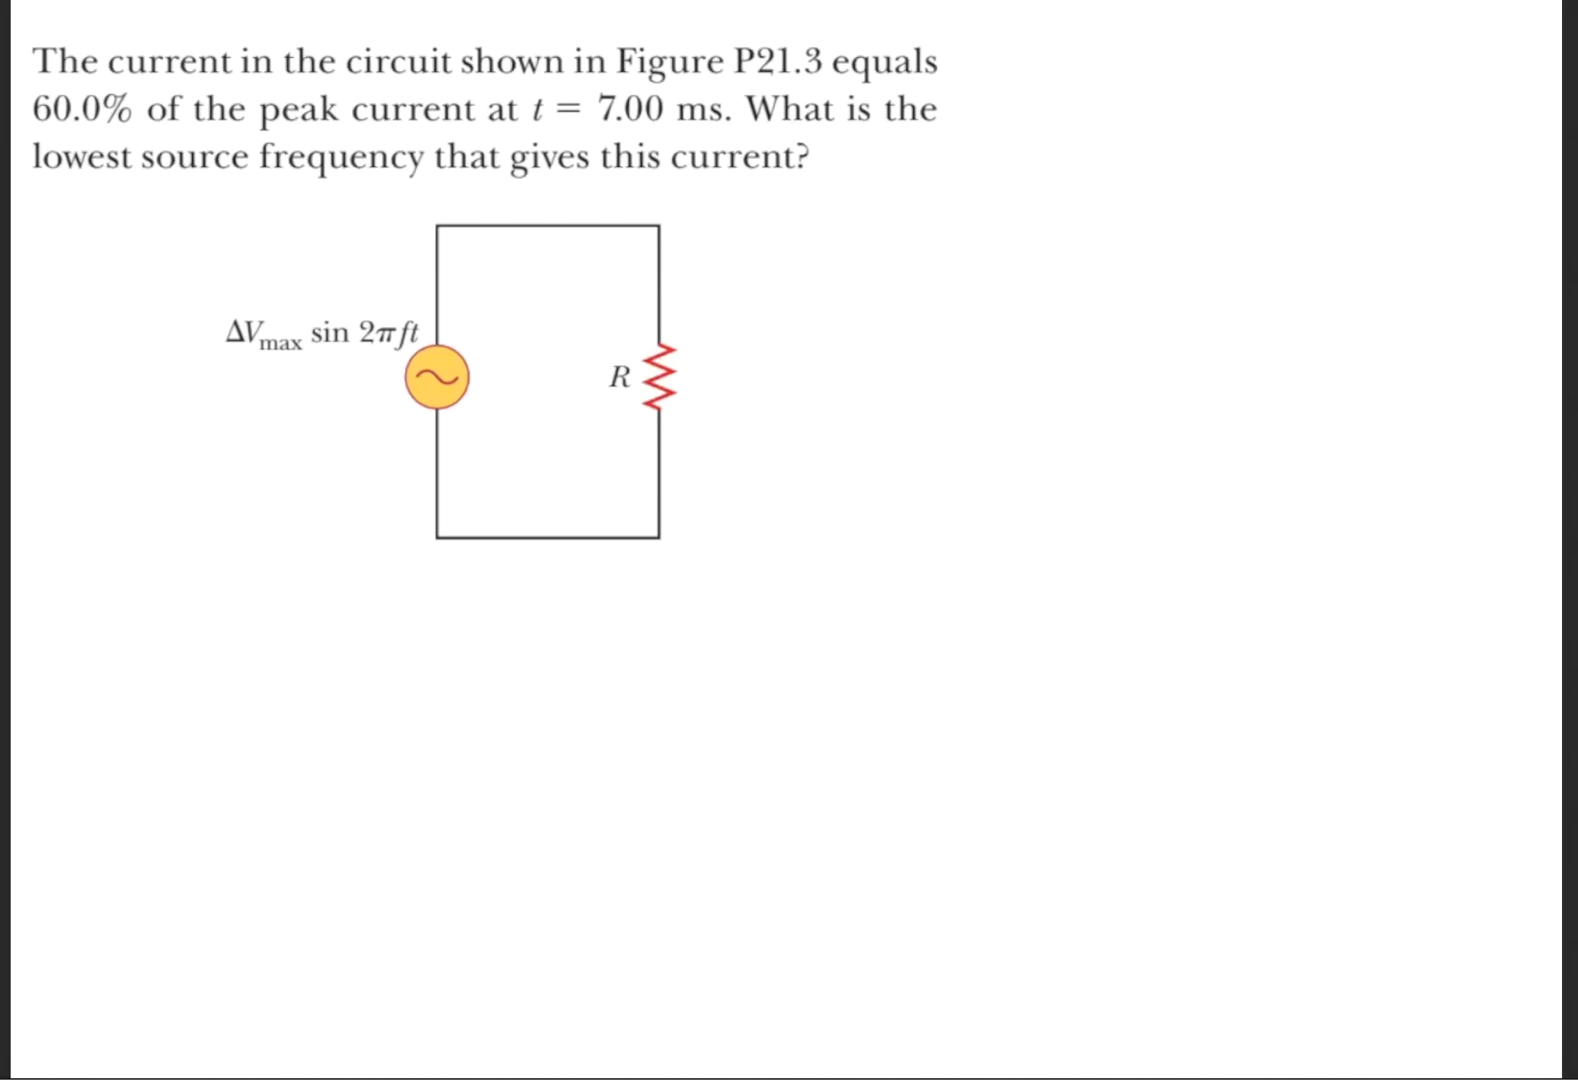 The current in the circuit shown in Figure P21.3 equals
60.0% of the peak current at t = 7.00 ms. What is the
lowest source frequency that gives this current?
ΔVmax sin 2πft
R